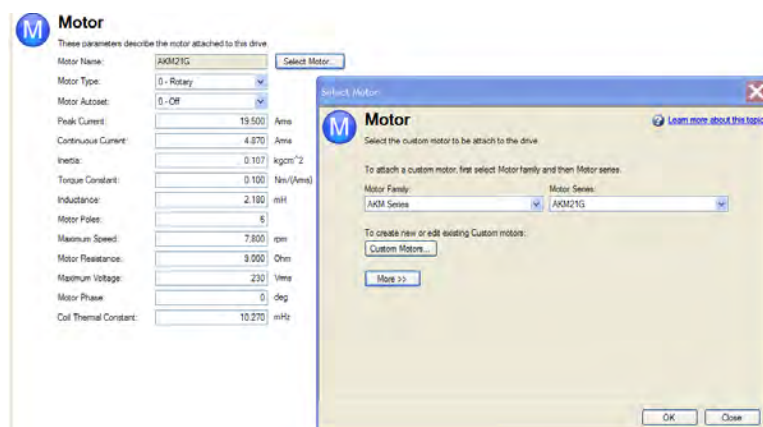 M Motor
These parameters describe the motor attached to this drive.
Motor Name: AKM21G Select Motor...
Motor Type: 0 - Rotary
Motor Autoset: 0 - Off
Peak Current: 19.500 Arms
Continuous Current: 4.870 Arms
Inertia: 0.107 kgcm^2
Torque Constant: 0.100 Nm/(Arms)
Inductance: 2.180 mH
Motor Poles: 6
Maximum Speed: 7,800 rpm
Motor Resistance: 9.000 Ohm
Maximum Voltage: 230 Vrms
Motor Phase: 0 deg
Coil Thermal Constant: 10.270 mHz
Select Motor
M Motor Learn more about this topic
Select the custom motor to be attach to the drive
To attach a custom motor, first select Motor family and then Motor series.
Motor Family: Motor Series:
AKM Series AKM21G
To create new or edit existing Custom motors:
Custom Motors...
More >>
OK Close